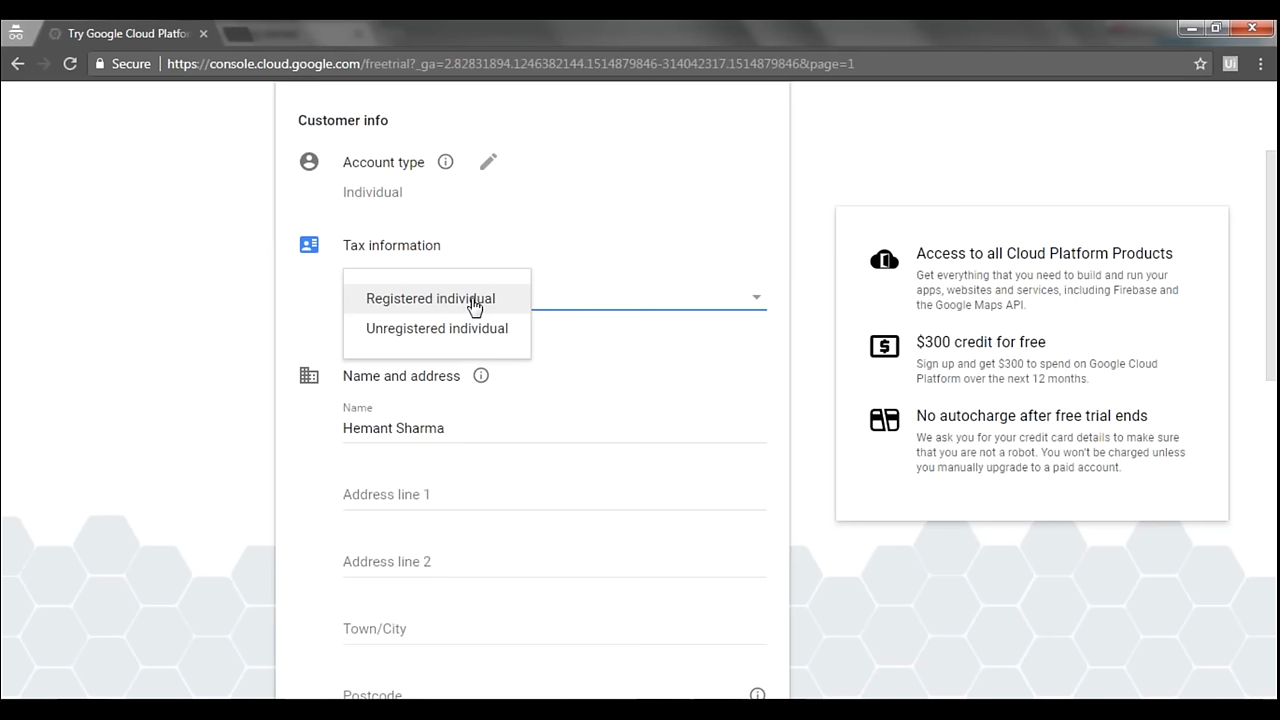 Try Google Cloud Platfo
Secure
https://console.cloud.google.com/freetrial?_ga=2.82831894.1246382144.1514879846-314042317.1514879846&page=1
Ui
Customer info
Account type
Individual
Tax information
Registered individual
Unregistered individual
Name and address
Name
Hemant Sharma
Address line 1
Address line 2
Town/City
Postcode
Access to all Cloud Platform Products
Get everything that you need to build and run your
apps, websites and services, including Firebase and
the Google Maps API.
$300 credit for free
Sign up and get $300 to spend on Google Cloud
Platform over the next 12 months.
No autocharge after free trial ends
We ask you for your credit card details to make sure
that you are not a robot. You won't be charged unless
you manually upgrade to a paid account.